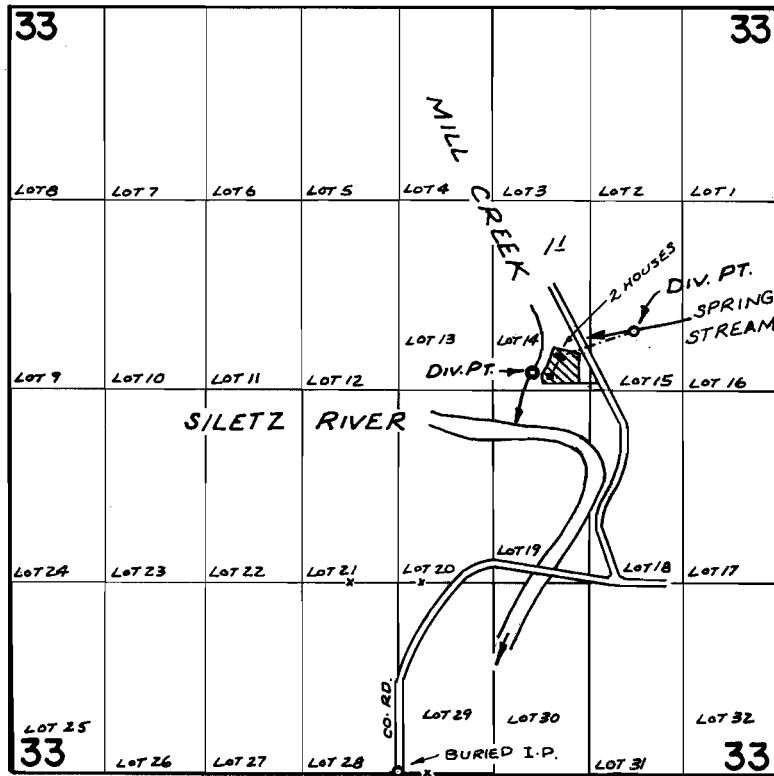 33 33
MILL CREEK
LOT 8 LOT 7 LOT 6 LOT 5 LOT 4 LOT 3 LOT 2 LOT 1
2 HOUSES
DIV. PT.
SPRING
STREAM
LOT 13 LOT 14
DIV. PT.
LOT 9 LOT 10 LOT 11 LOT 12 LOT 15 LOT 16
SILETZ RIVER
LOT 19
LOT 24 LOT 23 LOT 22 LOT 21 LOT 20 LOT 18 LOT 17
CO. RD.
LOT 25 LOT 29 LOT 30 LOT 32
33 33
LOT 26 LOT 27 LOT 28 BURIED I.P. LOT 31